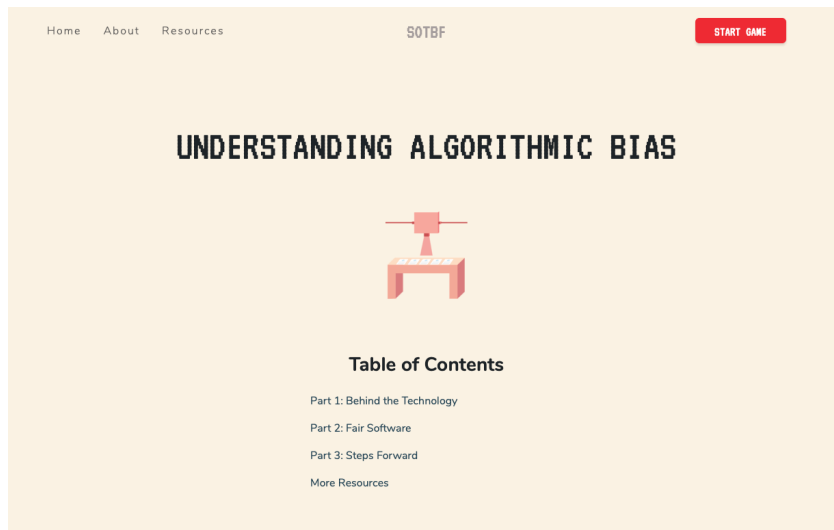 Home About Resources SOTBF START GAME
UNDERSTANDING ALGORITHMIC BIAS
Table of Contents
Part 1: Behind the Technology
Part 2: Fair Software
Part 3: Steps Forward
More Resources